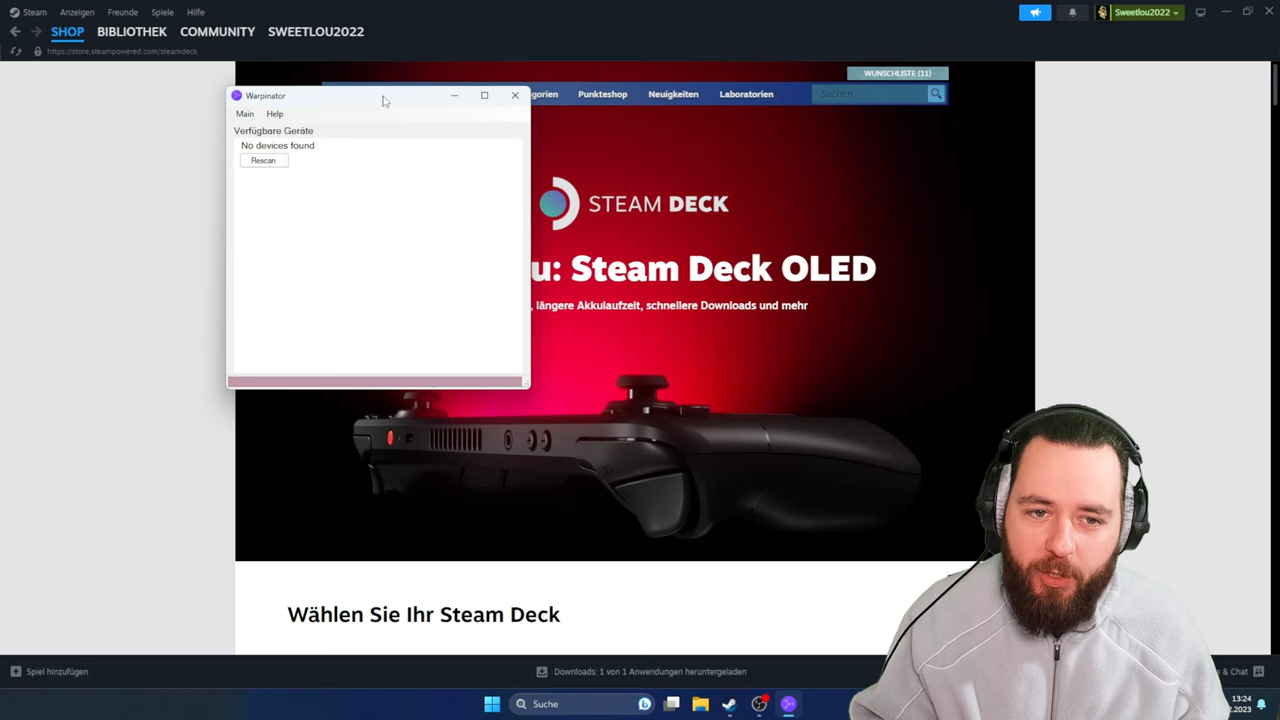 Steam Anzeigen Freunde Spiele Hilfe
Sweetlou2022
SHOP BIBLIOTHEK COMMUNITY SWEETLOU2022
https://store.steampowered.com/steamdeck
WUNSCHLISTE (11)
gorien Punkteshop Neuigkeiten Laboratorien Suchen
Warpinator
Main Help
Verfügbare Geräte
No devices found
Rescan
STEAM DECK
u: Steam Deck OLED
, längere Akkulaufzeit, schnellere Downloads und mehr
Wählen Sie Ihr Steam Deck
Spiel hinzufügen
Downloads: 1 von 1 Anwendungen heruntergeladen
e & Chat
Suche
13:24
.2023